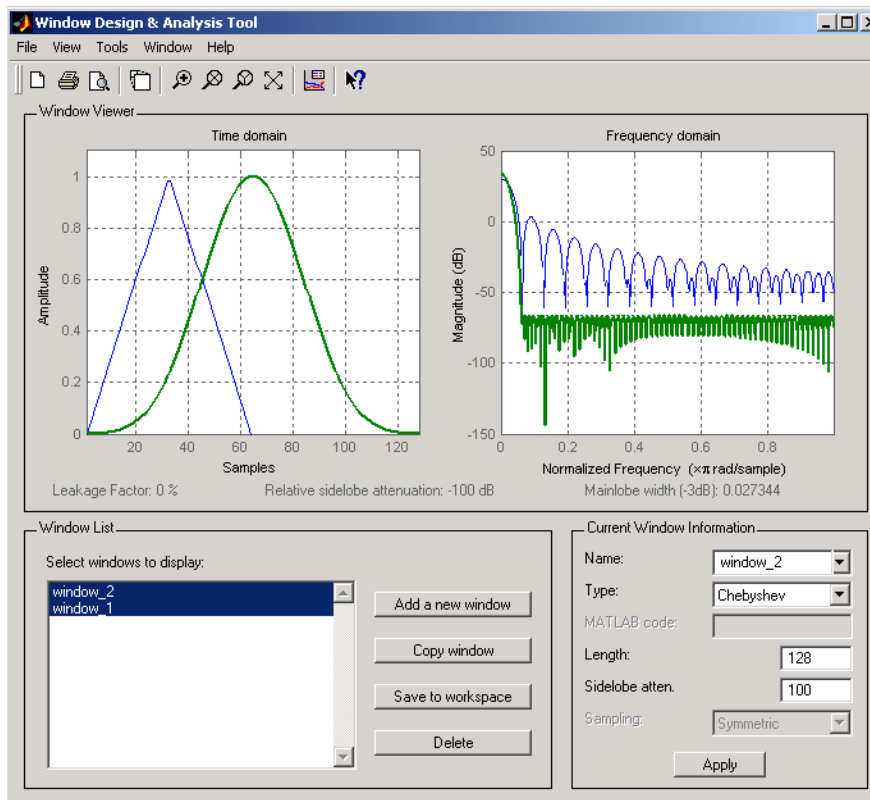 Window Design & Analysis Tool
File View Tools Window Help
Window Viewer
Time domain
Frequency domain
1
0.8
0.6
0.4
0.2
0
Amplitude
20 40 60 80 100 120
Samples
50
0
-50
-100
-150
Magnitude (dB)
0 0.2 0.4 0.6 0.8
Normalized Frequency (×π rad/sample)
Leakage Factor: 0 %
Relative sidelobe attenuation: -100 dB
Mainlobe width (-3dB): 0.027344
Window List
Select windows to display:
window_2
window_1
Add a new window
Copy window
Save to workspace
Delete
Current Window Information
Name: window_2
Type: Chebyshev
MATLAB code:
Length: 128
Sidelobe atten. 100
Sampling: Symmetric
Apply